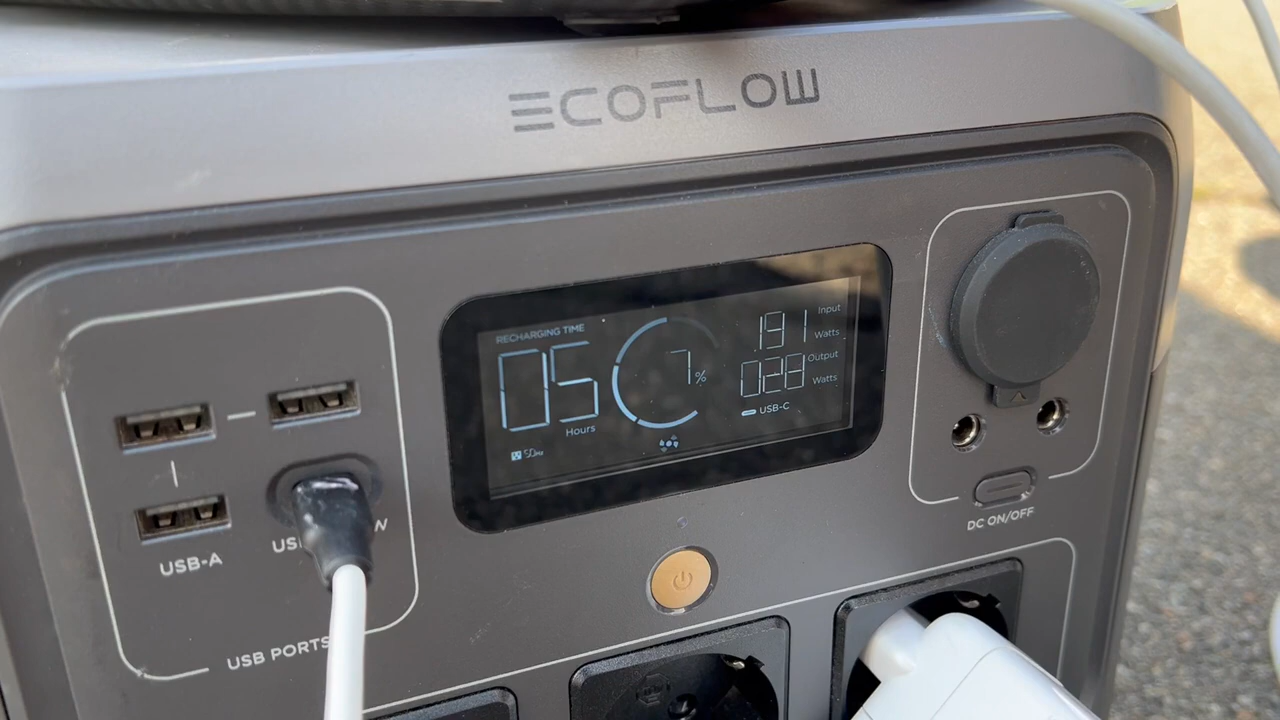 ECOFLOW
RECHARGING TIME
05
Hours
7%
191 Input
Watts
028 Output
Watts
USB-C
50Hz
USB-A
USB PORTS
DC ON/OFF